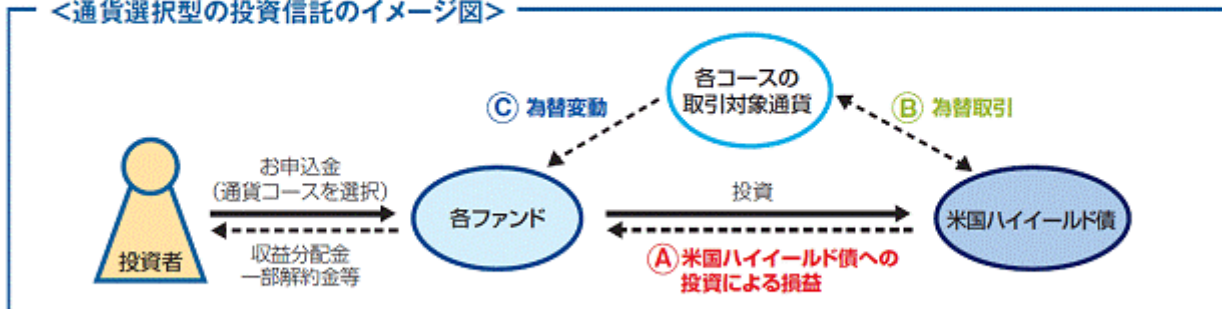 <通貨選択型の投資信託のイメージ図>
各コースの
取引対象通貨
Ⓒ 為替変動
Ⓑ 為替取引
お申込金
(通貨コースを選択)
投資
投資者
各ファンド
米国ハイイールド債
収益分配金
一部解約金等
Ⓐ 米国ハイイールド債への
投資による損益